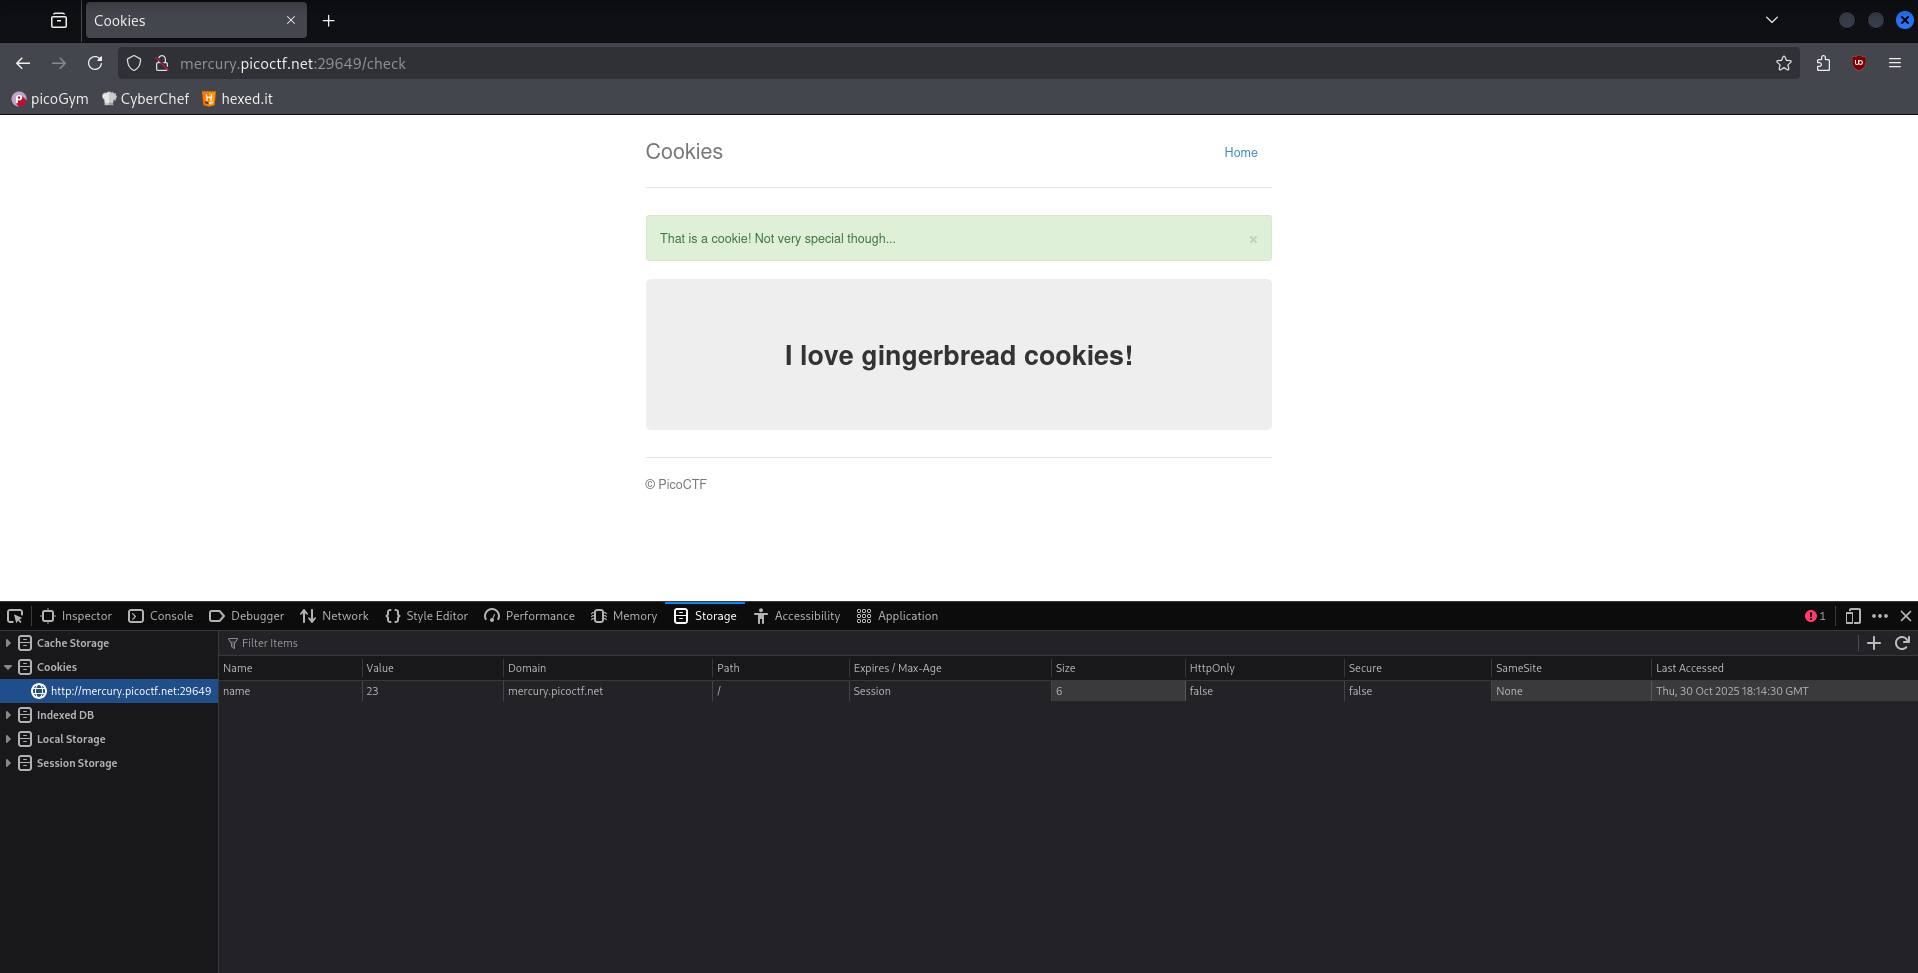 Cookies
mercury.picoctf.net:29649/check
picoGym CyberChef hexed.it
Cookies Home
That is a cookie! Not very special though... ×
I love gingerbread cookies!
© PicoCTF
Inspector Console Debugger Network Style Editor Performance Memory Storage Accessibility Application 1
Cache Storage Filter Items
Cookies Name Value Domain Path Expires / Max-Age Size HttpOnly Secure SameSite Last Accessed
http://mercury.picoctf.net:29649 name 23 mercury.picoctf.net / Session 6 false false None Thu, 30 Oct 2025 18:14:30 GMT
Indexed DB
Local Storage
Session Storage